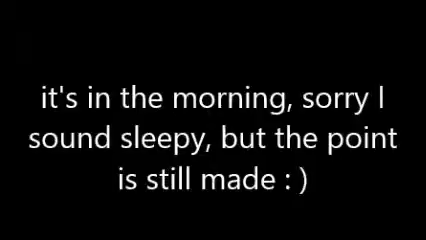 it's in the morning, sorry I
sound sleepy, but the point
is still made : )